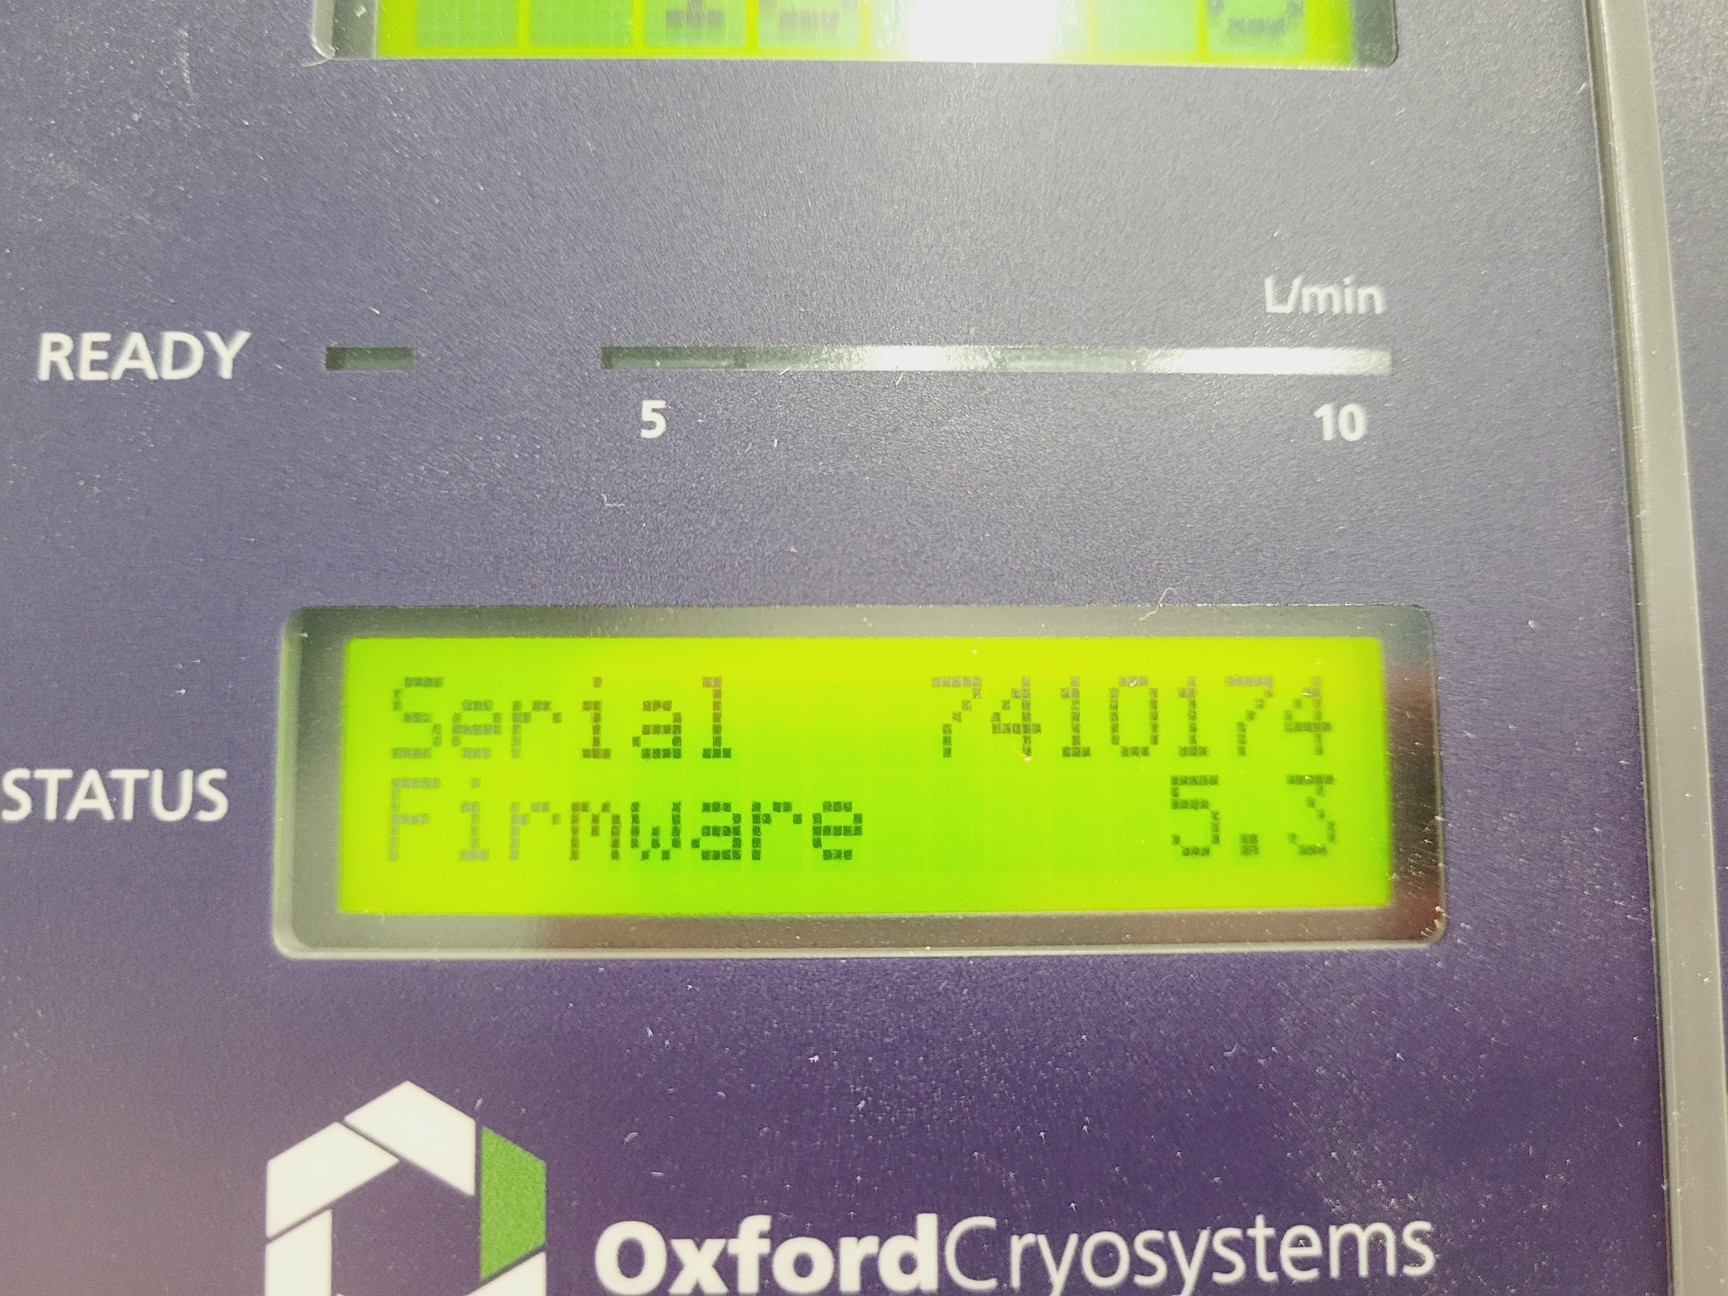 L/min
READY
5 10
Serial 7410174
Firmware 5.3
STATUS
OxfordCryosystems